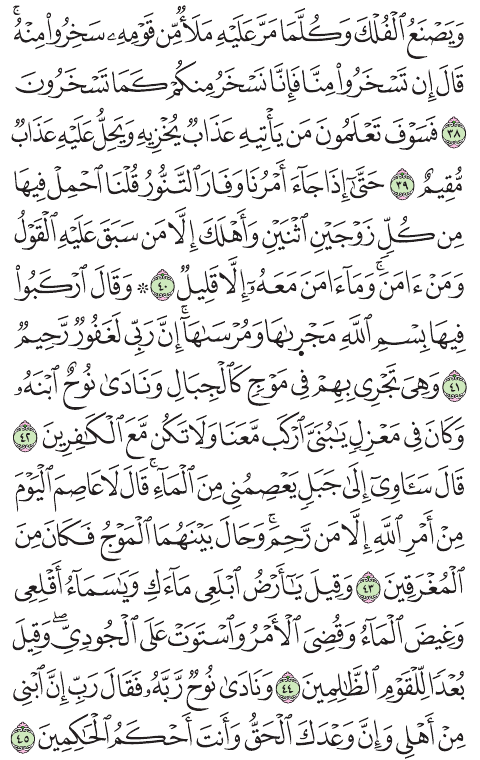 وَيَصْنَعُ ٱلْفُلْكَ وَكُلَّمَا مَرَّ عَلَيْهِ مَلَأٌ مِّن قَوْمِهِۦ سَخِرُوا۟ مِنْهُ ۚ
قَالَ إِن تَسْخَرُوا۟ مِنَّا فَإِنَّا نَسْخَرُ مِنكُمْ كَمَا تَسْخَرُونَ
﴿٣٨﴾ فَسَوْفَ تَعْلَمُونَ مَن يَأْتِيهِ عَذَابٌ يُخْزِيهِ وَيَحِلُّ عَلَيْهِ عَذَابٌ
مُّقِيمٌ ﴿٣٩﴾ حَتَّىٰٓ إِذَا جَآءَ أَمْرُنَا وَفَارَ ٱلتَّنُّورُ قُلْنَا ٱحْمِلْ فِيهَا
مِن كُلٍّ زَوْجَيْنِ ٱثْنَيْنِ وَأَهْلَكَ إِلَّا مَن سَبَقَ عَلَيْهِ ٱلْقَوْلُ
وَمَنْ ءَامَنَ ۚ وَمَآ ءَامَنَ مَعَهُۥٓ إِلَّا قَلِيلٌ ﴿٤٠﴾ ۞ وَقَالَ ٱرْكَبُوا۟
فِيهَا بِسْمِ ٱللَّهِ مَجْر۪ىٰهَا وَمُرْسَىٰهَآ ۚ إِنَّ رَبِّى لَغَفُورٌ رَّحِيمٌ
﴿٤١﴾ وَهِىَ تَجْرِى بِهِمْ فِى مَوْجٍ كَٱلْجِبَالِ وَنَادَىٰ نُوحٌ ٱبْنَهُۥ
وَكَانَ فِى مَعْزِلٍ يَٰبُنَىَّ ٱرْكَب مَّعَنَا وَلَا تَكُن مَّعَ ٱلْكَٰفِرِينَ ﴿٤٢﴾
قَالَ سَـَٔاوِىٓ إِلَىٰ جَبَلٍ يَعْصِمُنِى مِنَ ٱلْمَآءِ ۚ قَالَ لَا عَاصِمَ ٱلْيَوْمَ
مِنْ أَمْرِ ٱللَّهِ إِلَّا مَن رَّحِمَ ۚ وَحَالَ بَيْنَهُمَا ٱلْمَوْجُ فَكَانَ مِنَ
ٱلْمُغْرَقِينَ ﴿٤٣﴾ وَقِيلَ يَٰٓأَرْضُ ٱبْلَعِى مَآءَكِ وَيَٰسَمَآءُ أَقْلِعِى
وَغِيضَ ٱلْمَآءُ وَقُضِىَ ٱلْأَمْرُ وَٱسْتَوَتْ عَلَى ٱلْجُودِىِّ ۖ وَقِيلَ
بُعْدًا لِّلْقَوْمِ ٱلظَّٰلِمِينَ ﴿٤٤﴾ وَنَادَىٰ نُوحٌ رَّبَّهُۥ فَقَالَ رَبِّ إِنَّ ٱبْنِى
مِنْ أَهْلِى وَإِنَّ وَعْدَكَ ٱلْحَقُّ وَأَنتَ أَحْكَمُ ٱلْحَٰكِمِينَ ﴿٤٥﴾